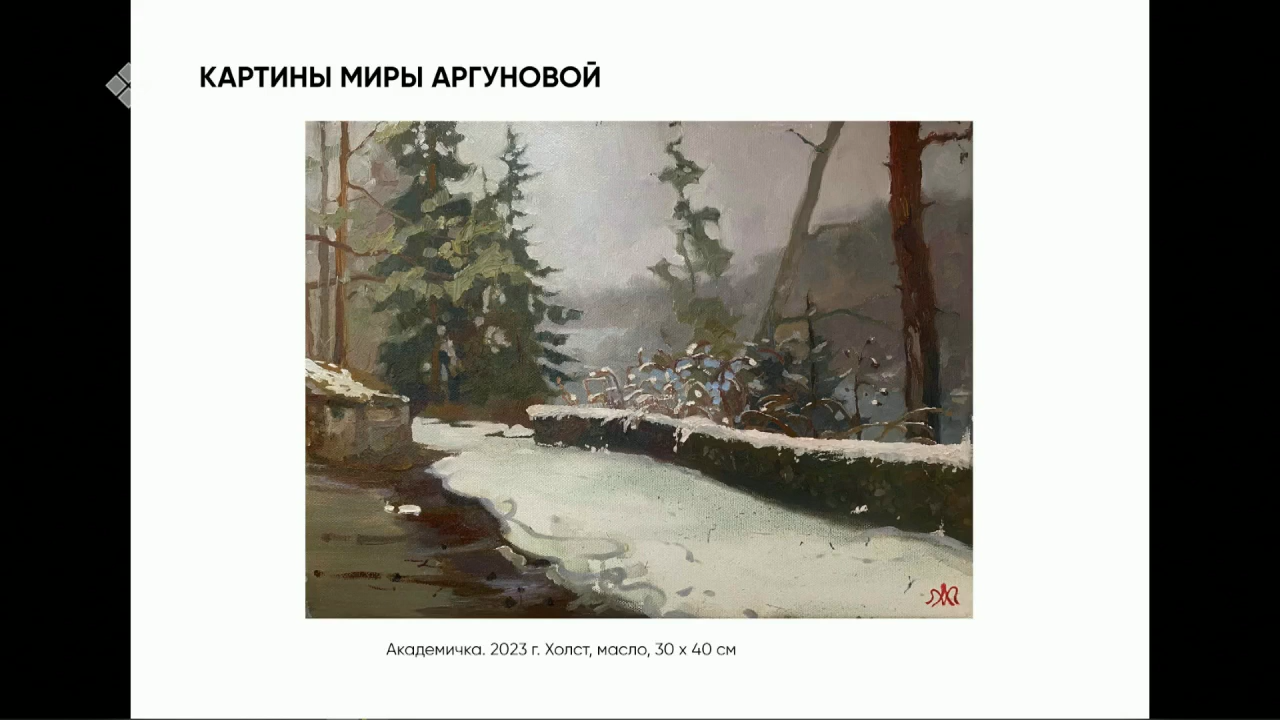 КАРТИНЫ МИРЫ АРГУНОВОЙ
Академичка. 2023 г. Холст, масло, 30 х 40 см